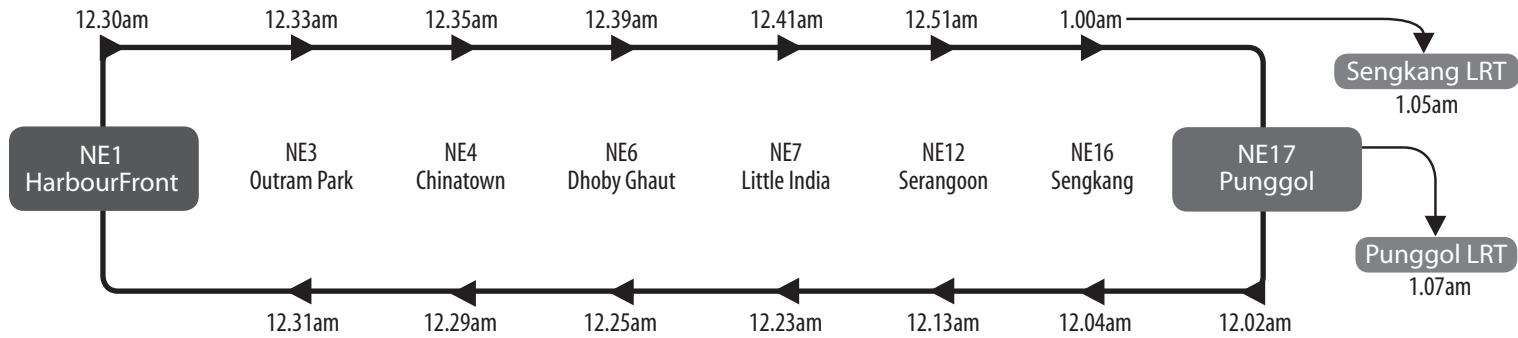 12.30am
12.33am
12.35am
12.39am
12.41am
12.51am
1.00am
Sengkang LRT
1.05am
NE1
HarbourFront
NE3
Outram Park
NE4
Chinatown
NE6
Dhoby Ghaut
NE7
Little India
NE12
Serangoon
NE16
Sengkang
NE17
Punggol
Punggol LRT
1.07am
12.31am
12.29am
12.25am
12.23am
12.13am
12.04am
12.02am